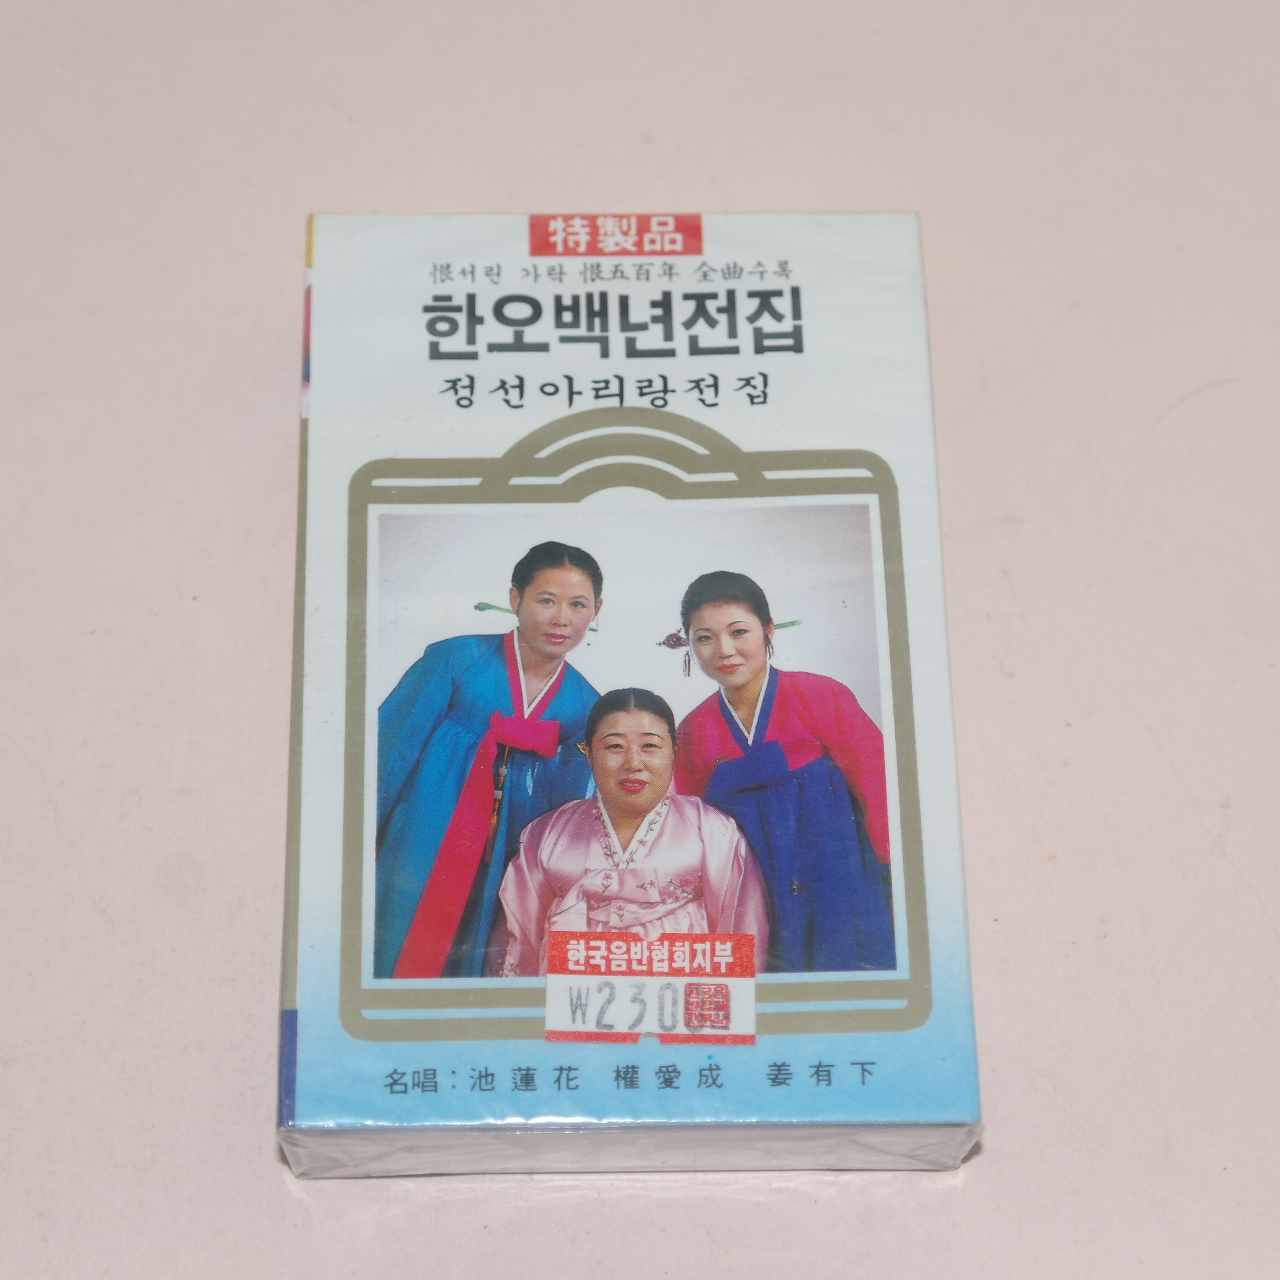 特製品
恨서린 가락 恨五百年 全曲수록
한오백년전집
정선아리랑전집
한국음반협회지부
₩230
名唱：池蓮花 權愛成 姜有下